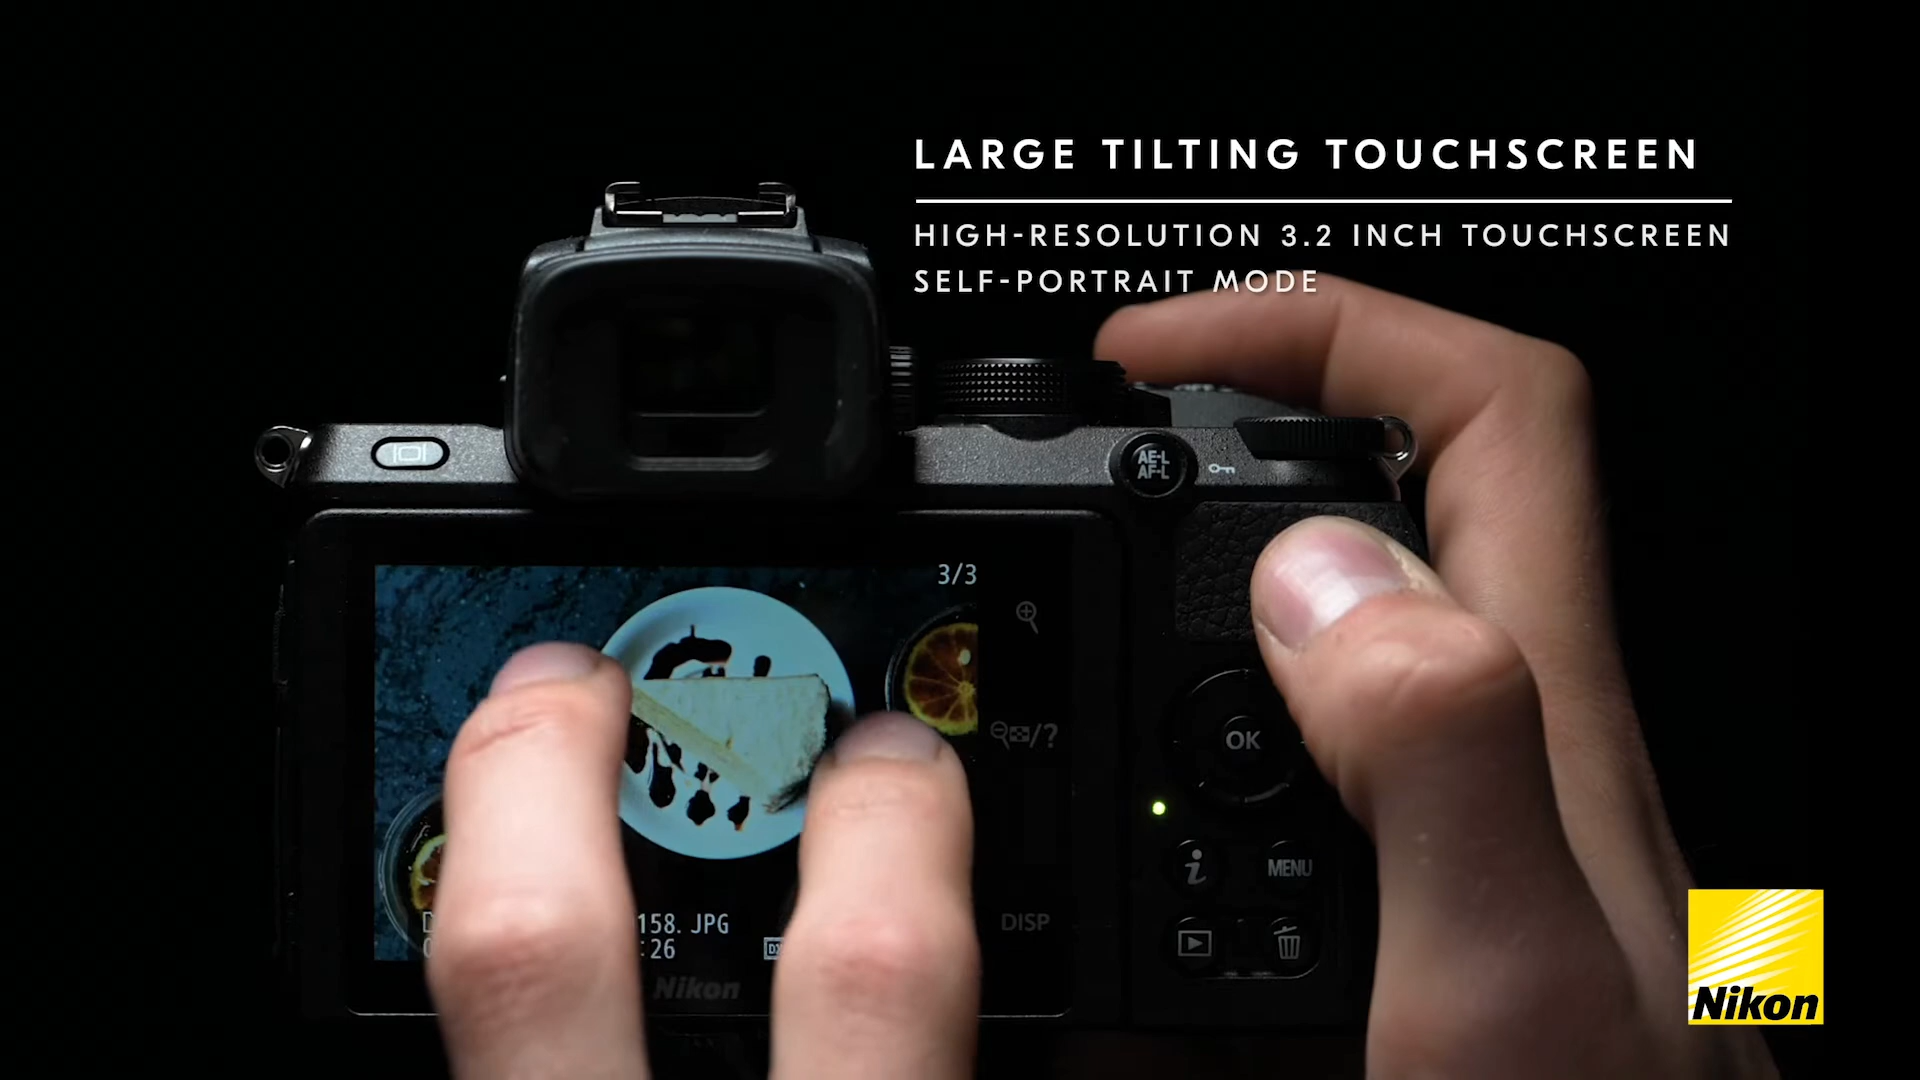 LARGE TILTING TOUCHSCREEN
HIGH-RESOLUTION 3.2 INCH TOUCHSCREEN
SELF-PORTRAIT MODE
AE-L
AF-L
3/3
/?
OK
i
MENU
158. JPG
DISP
:26
Nikon
Nikon